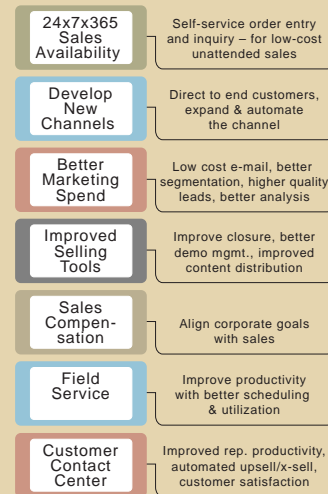 24x7x365
Sales
Availability
Self-service order entry
and inquiry – for low-cost
unattended sales
Develop
New
Channels
Direct to end customers,
expand & automate
the channel
Better
Marketing
Spend
Low cost e-mail, better
segmentation, higher quality
leads, better analysis
Improved
Selling
Tools
Improve closure, better
demo mgmt., improved
content distribution
Sales
Compen-
sation
Align corporate goals
with sales
Field
Service
Improve productivity
with better scheduling
& utilization
Customer
Contact
Center
Improved rep. productivity,
automated upsell/x-sell,
customer satisfaction